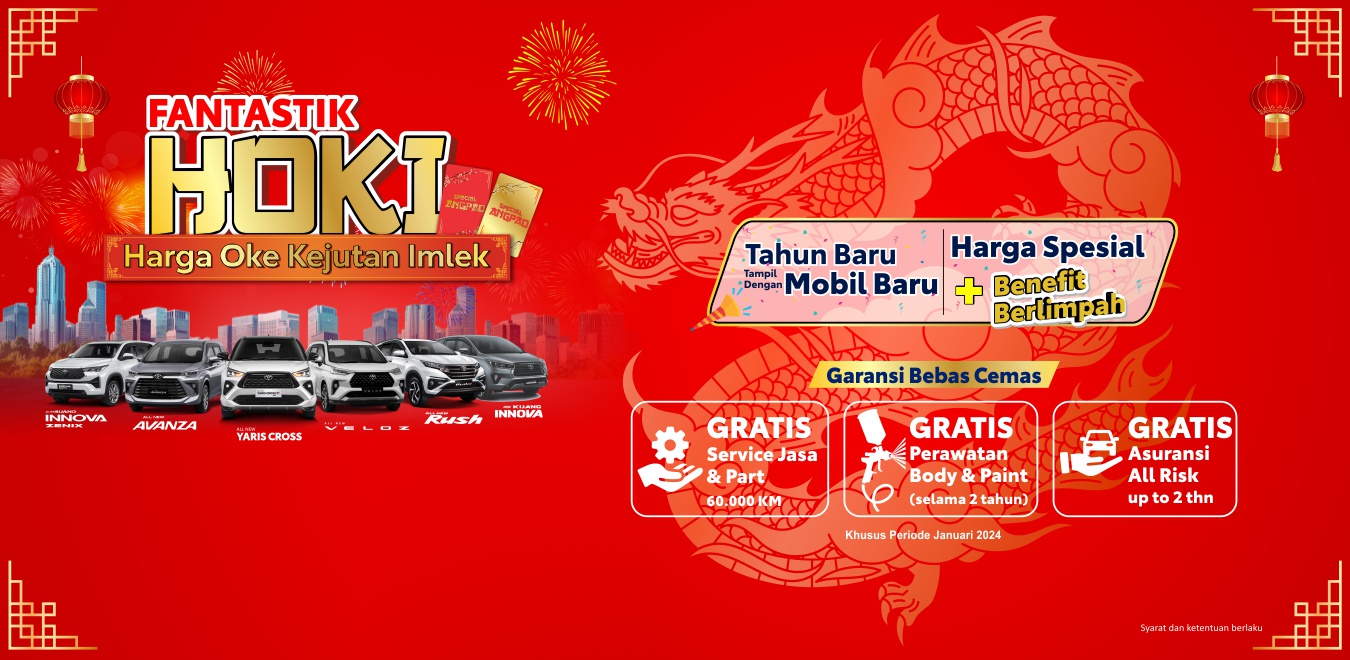 FANTASTIK
HOKI
SPECIAL
ANGPAO
SPECIAL
ANGPAO
Harga Oke Kejutan Imlek
INNOVA
ZENIX
ALL NEW
AVANZA
ALL NEW
YARIS CROSS
ALL NEW
VELOZ
ALL NEW
Rush
KIJANG
INNOVA
Tahun Baru
Tampil
Dengan Mobil Baru
Harga Spesial
+ Benefit
Berlimpah
Garansi Bebas Cemas
GRATIS
Service Jasa
& Part
60.000 KM
GRATIS
Perawatan
Body & Paint
(selama 2 tahun)
GRATIS
Asuransi
All Risk
up to 2 thn
Khusus Periode Januari 2024
Syarat dan ketentuan berlaku